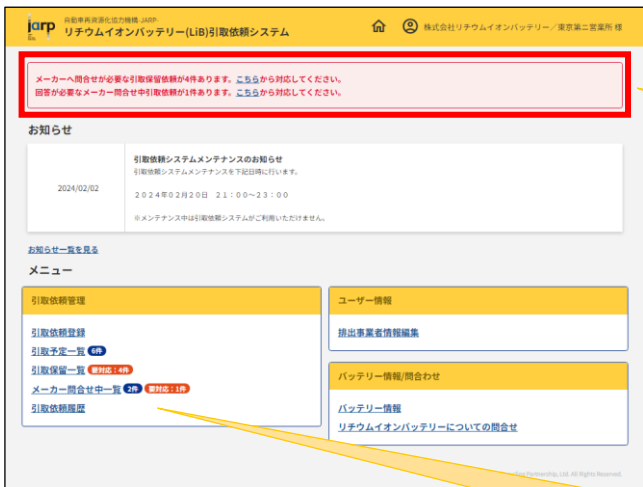 jarp
自動車再資源化協力機構-JARP-
リチウムイオンバッテリー(LiB)引取依頼システム
株式会社リチウムイオンバッテリー／東京第二営業所 様
メーカーへ問合せが必要な引取保留依頼が4件あります。こちらから対応してください。
回答が必要なメーカー問合せ中引取依頼が1件あります。こちらから対応してください。
お知らせ
2024/02/02
引取依頼システムメンテナンスのお知らせ
引取依頼システムメンテナンスを下記日時に行います。
２０２４年０２月２０日　２１：００～２３：００
※メンテナンス中は引取依頼システムがご利用いただけません。
お知らせ一覧を見る
メニュー
引取依頼管理
引取依頼登録
引取予定一覧 6件
引取保留一覧 要対応：4件
メーカー問合せ中一覧 2件 要対応：1件
引取依頼履歴
ユーザー情報
排出事業者情報編集
バッテリー情報/問合わせ
バッテリー情報
リチウムイオンバッテリーについての問合せ
Partnership, Ltd. All Rights Reserved.